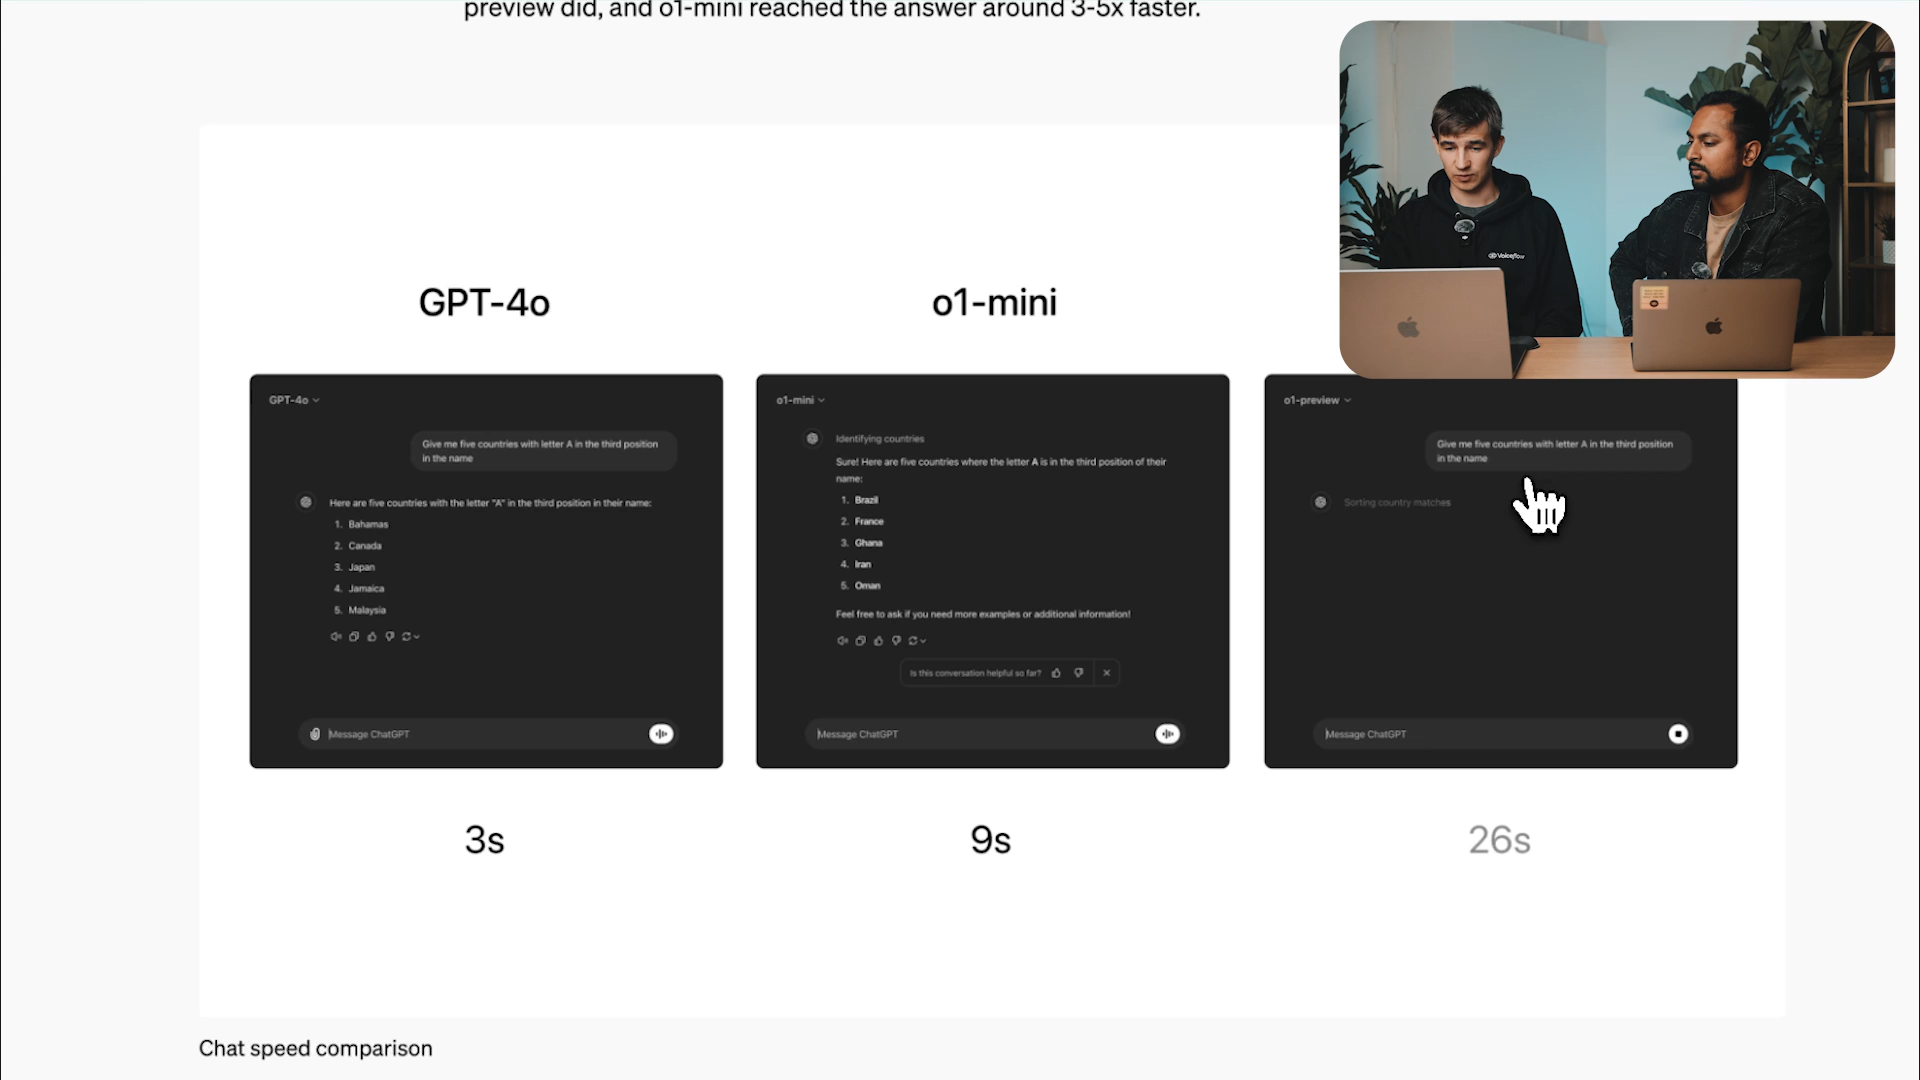 preview did, and o1-mini reached the answer around 3-5x faster.
Voiceflow
GPT-4o
o1-mini
GPT-4o
Give me five countries with letter A in the third position
in the name
Here are five countries with the letter "A" in the third position in their name:
1. Bahamas
2. Canada
3. Japan
4. Jamaica
5. Malaysia
Message ChatGPT
o1-mini
Identifying countries
Sure! Here are five countries where the letter A is in the third position of their
name:
1. Brazil
2. France
3. Ghana
4. Iran
5. Oman
Feel free to ask if you need more examples or additional information!
Is this conversation helpful so far?
Message ChatGPT
o1-preview
Give me five countries with letter A in the third position
in the name
Sorting country matches
Message ChatGPT
3s
9s
26s
Chat speed comparison